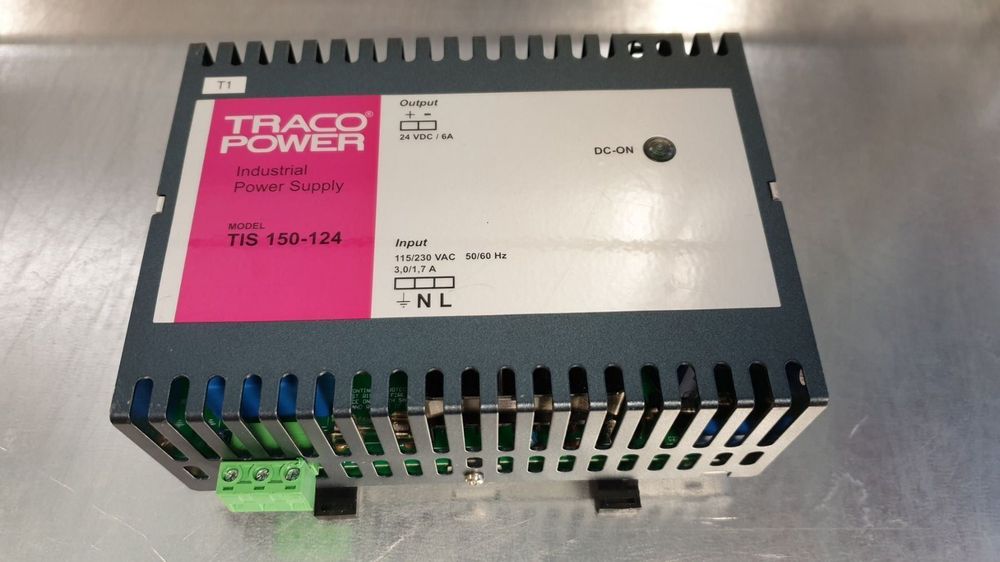 T1
TRACO®
POWER
Industrial
Power Supply
MODEL
TIS 150-124
Output
+ −
24 VDC / 6A
DC-ON
Input
115/230 VAC 50/60 Hz
3,0/1,7 A
⏚ N L